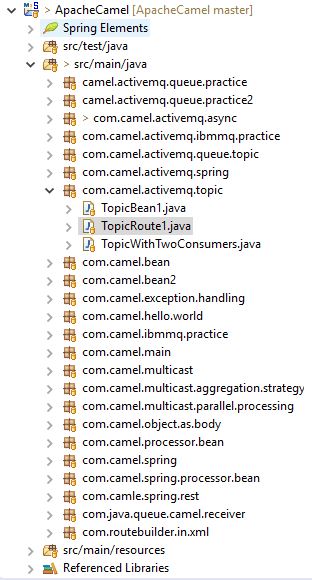 ApacheCamel [ApacheCamel master]
Spring Elements
src/test/java
> src/main/java
camel.activemq.queue.practice
camel.activemq.queue.practice2
> com.camel.activemq.async
com.camel.activemq.ibmmq.practice
com.camel.activemq.queue.topic
com.camel.activemq.spring
com.camel.activemq.topic
TopicBean1.java
TopicRoute1.java
TopicWithTwoConsumers.java
com.camel.bean
com.camel.bean2
com.camel.exception.handling
com.camel.hello.world
com.camel.ibmmq.practice
com.camel.main
com.camel.multicast
com.camel.multicast.aggregation.strategy
com.camel.multicast.parallel.processing
com.camel.object.as.body
com.camel.processor.bean
com.camel.spring
com.camel.spring.processor.bean
com.camle.spring.rest
com.java.queue.camel.receiver
com.routebuilder.in.xml
src/main/resources
Referenced Libraries